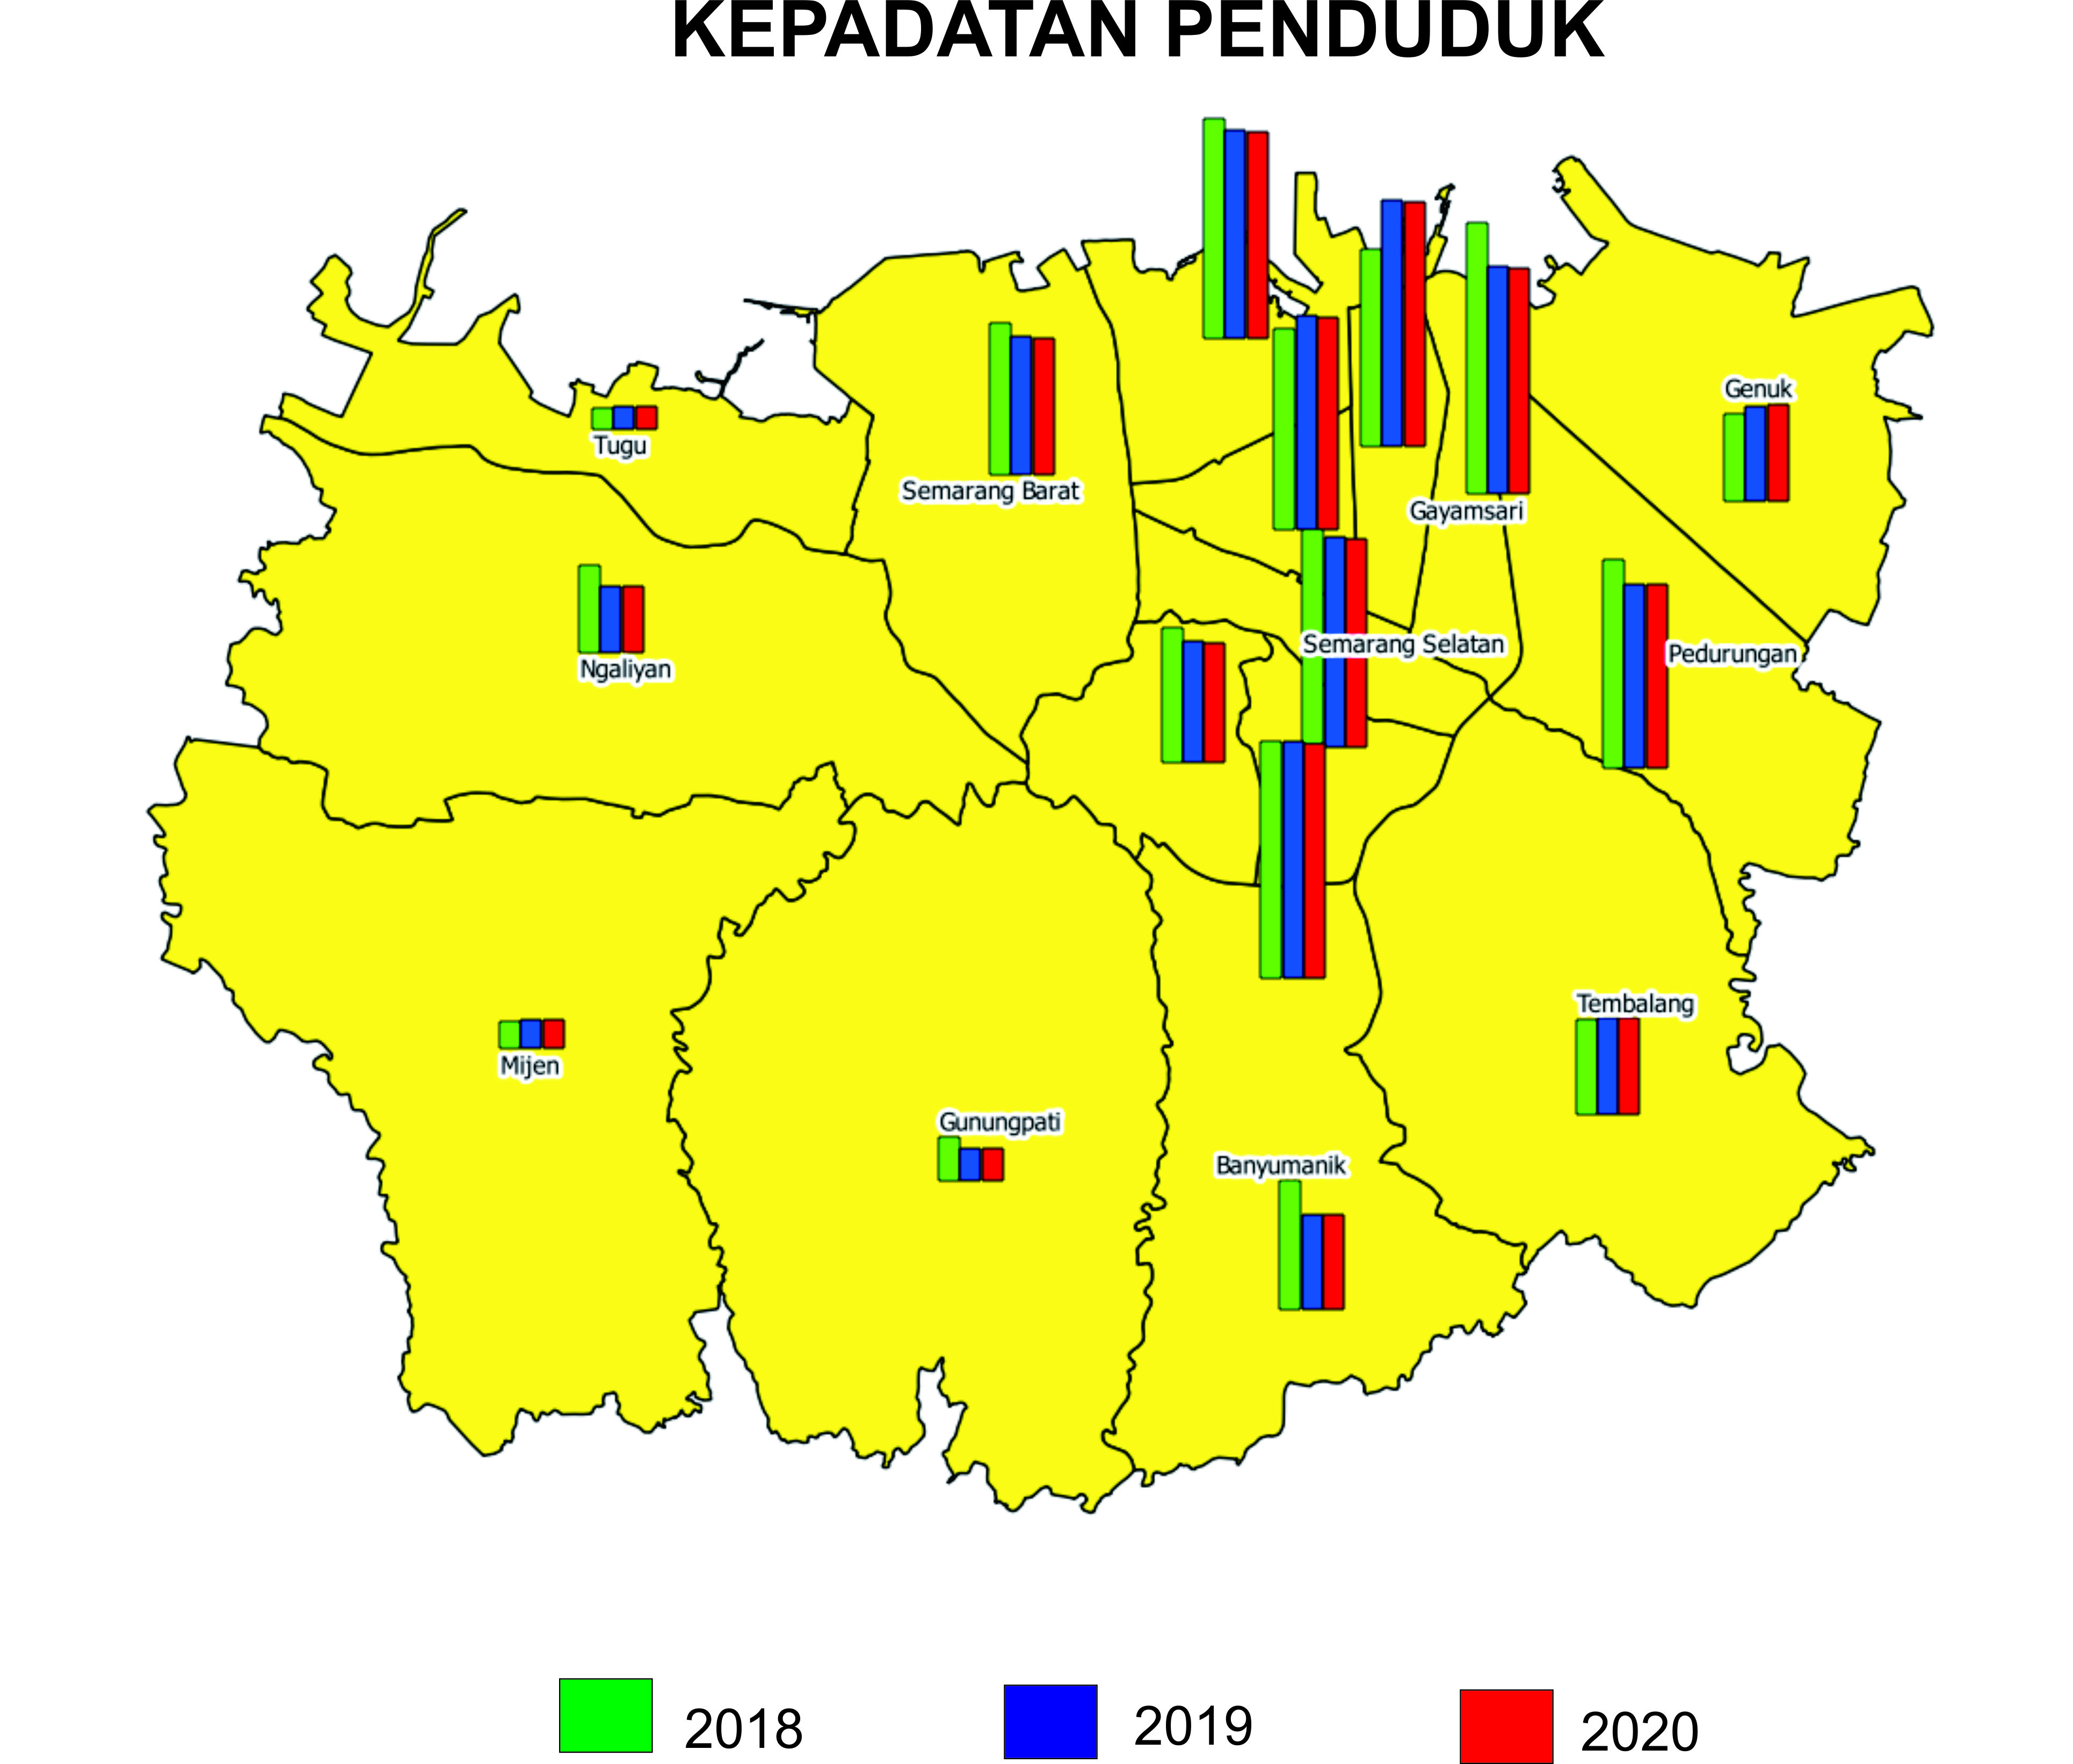 KEPADATAN PENDUDUK
Genuk
Tugu
Semarang Barat
Gayamsari
Semarang Selatan
Pedurungan
Ngaliyan
Tembalang
Mijen
Gunungpati
Banyumanik
2018
2019
2020